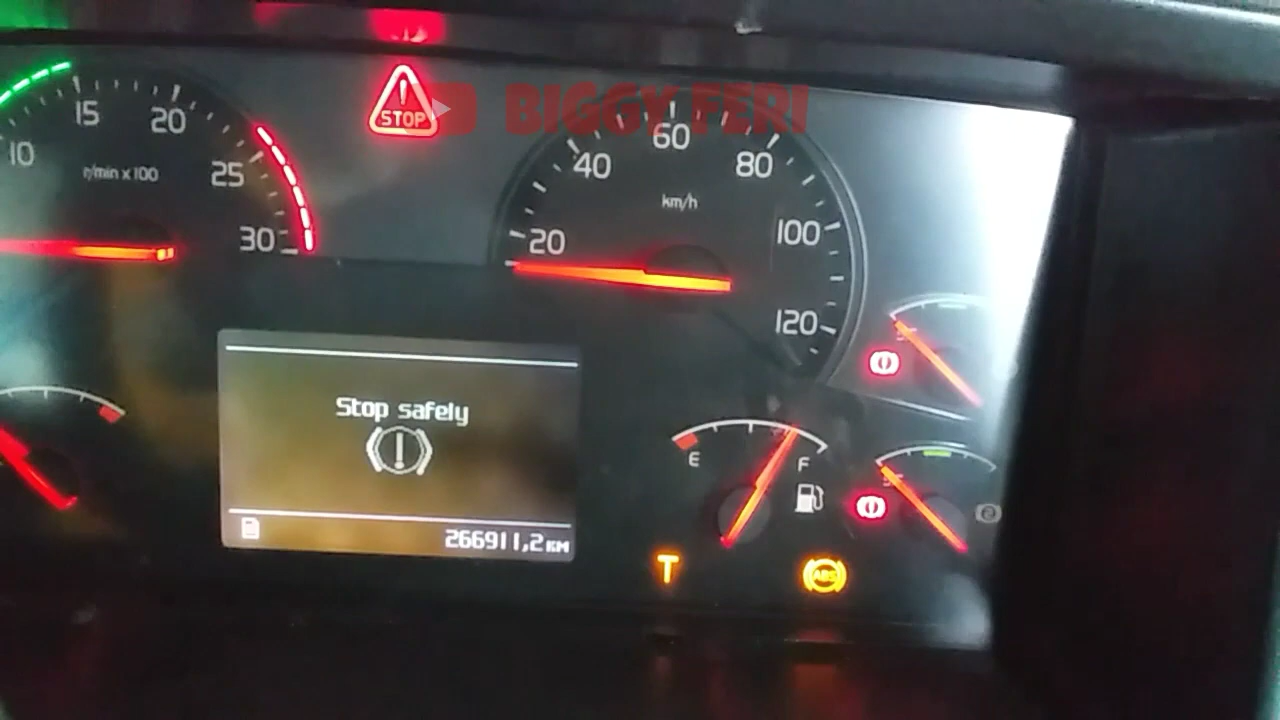 STOP
BIGGY FERI
10
15
20
25
30
r/min x 100
20
40
60
80
100
120
km/h
Stop safely
266911,2 KM
E
F
T
ABS